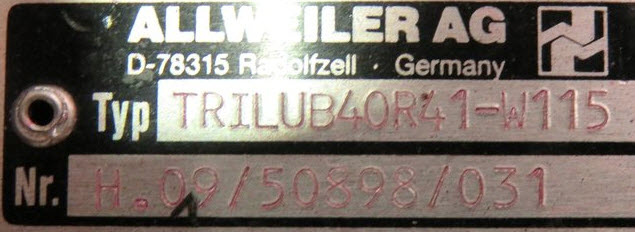 ALLWEILER AG
D-78315 Radolfzell · Germany
Typ TRILUB40R41-W115
Nr. H.09/50898/031